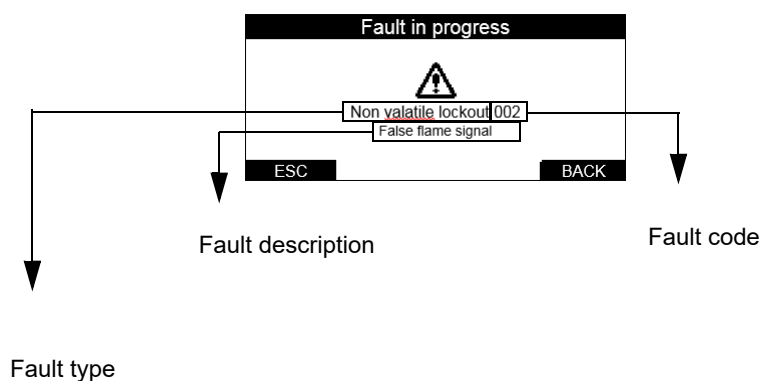 Fault in progress
Non valatile lockout 002
False flame signal
ESC BACK
Fault description
Fault code
Fault type